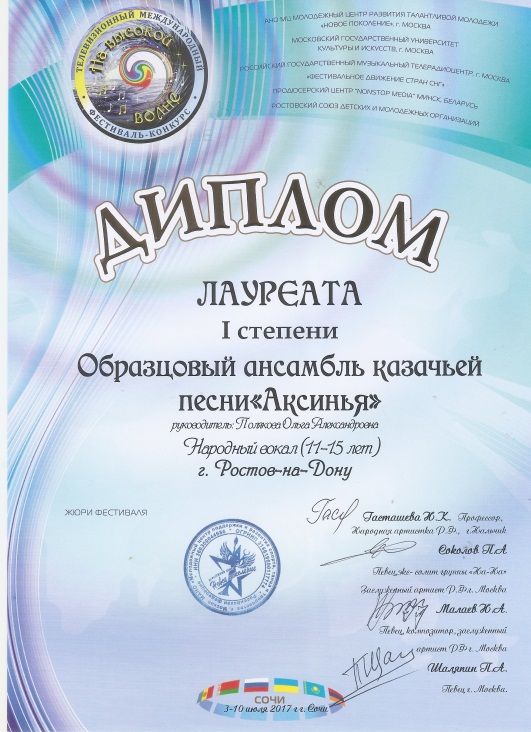 ТЕЛЕВИЗИОННЫЙ МЕЖДУНАРОДНЫЙ
НА ВЫСОКОЙ
ВОЛНЕ
ФЕСТИВАЛЬ-КОНКУРС
АНО МЦ МОЛОДЕЖНЫЙ ЦЕНТР РАЗВИТИЯ ТАЛАНТЛИВОЙ МОЛОДЕЖИ
«НОВОЕ ПОКОЛЕНИЕ», г. МОСКВА
МОСКОВСКИЙ ГОСУДАРСТВЕННЫЙ УНИВЕРСИТЕТ
КУЛЬТУРЫ И ИСКУССТВ, г. МОСКВА
РОССИЙСКИЙ ГОСУДАРСТВЕННЫЙ МУЗЫКАЛЬНЫЙ ТЕЛЕРАДИОЦЕНТР, г. МОСКВА
«ФЕСТИВАЛЬНОЕ ДВИЖЕНИЕ СТРАН СНГ»
ПРОДЮСЕРСКИЙ ЦЕНТР "NONSTOP MEDIA" МИНСК, БЕЛАРУСЬ
РОСТОВСКИЙ СОЮЗ ДЕТСКИХ И МОЛОДЕЖНЫХ ОРГАНИЗАЦИЙ
ДИПЛОМ
ЛАУРЕАТА
I степени
Образцовый ансамбль казачьей
песни«Аксинья»
руководитель: Полякова Ольга Александровна
Народный вокал (11-15 лет)
г. Ростов-на-Дону
ЖЮРИ ФЕСТИВАЛЯ
Гасташева Н.К. Профессор,
Народная артистка Р.Ф., г.Нальчик
Соколов П.А
Певец,экс-солист группы «На-На»
Заслуженный артист Р.Ф г. Москва
Малаев Ю.А.
Певец, композитор, заслуженный
артист Р.Ф г. Москва
Шаляпин П.А.
Певец г. Москва.
СОЧИ
3-10 июля 2017 г г. Сочи